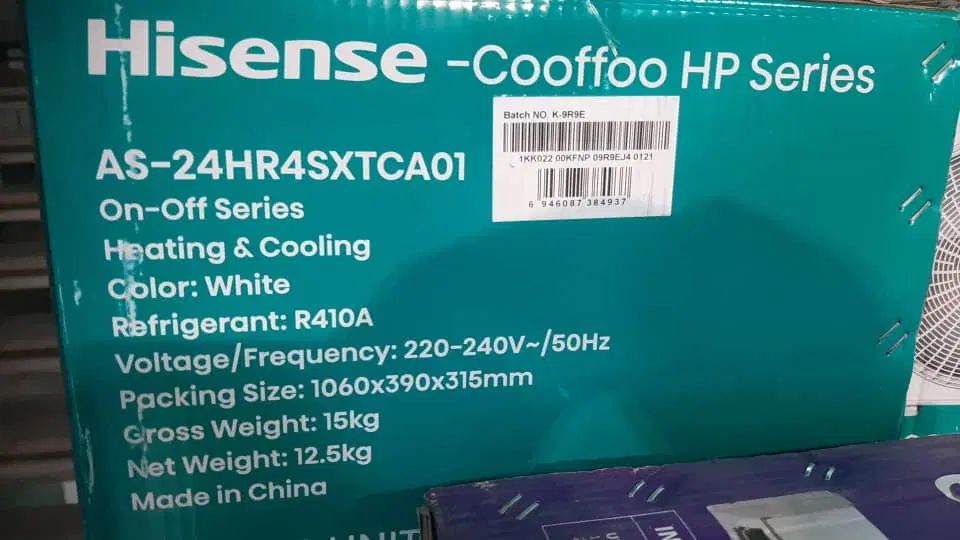 Hisense -Cooffoo HP Series
Batch NO. K-9R9E
1KK022 00KFNP 09R9EJ4 0121
6 946087 384937
AS-24HR4SXTCA01
On-Off Series
Heating & Cooling
Color: White
Refrigerant: R410A
Voltage/Frequency: 220-240V~/50Hz
Packing Size: 1060x390x315mm
Gross Weight: 15kg
Net Weight: 12.5kg
Made in China